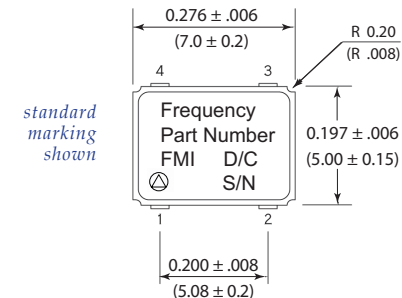 0.276 ± .006
(7.0 ± 0.2)
R 0.20
(R .008)
4
3
standard
marking
shown
Frequency
Part Number
FMI D/C
S/N
0.197 ± .006
(5.00 ± 0.15)
1
2
0.200 ± .008
(5.08 ± 0.2)